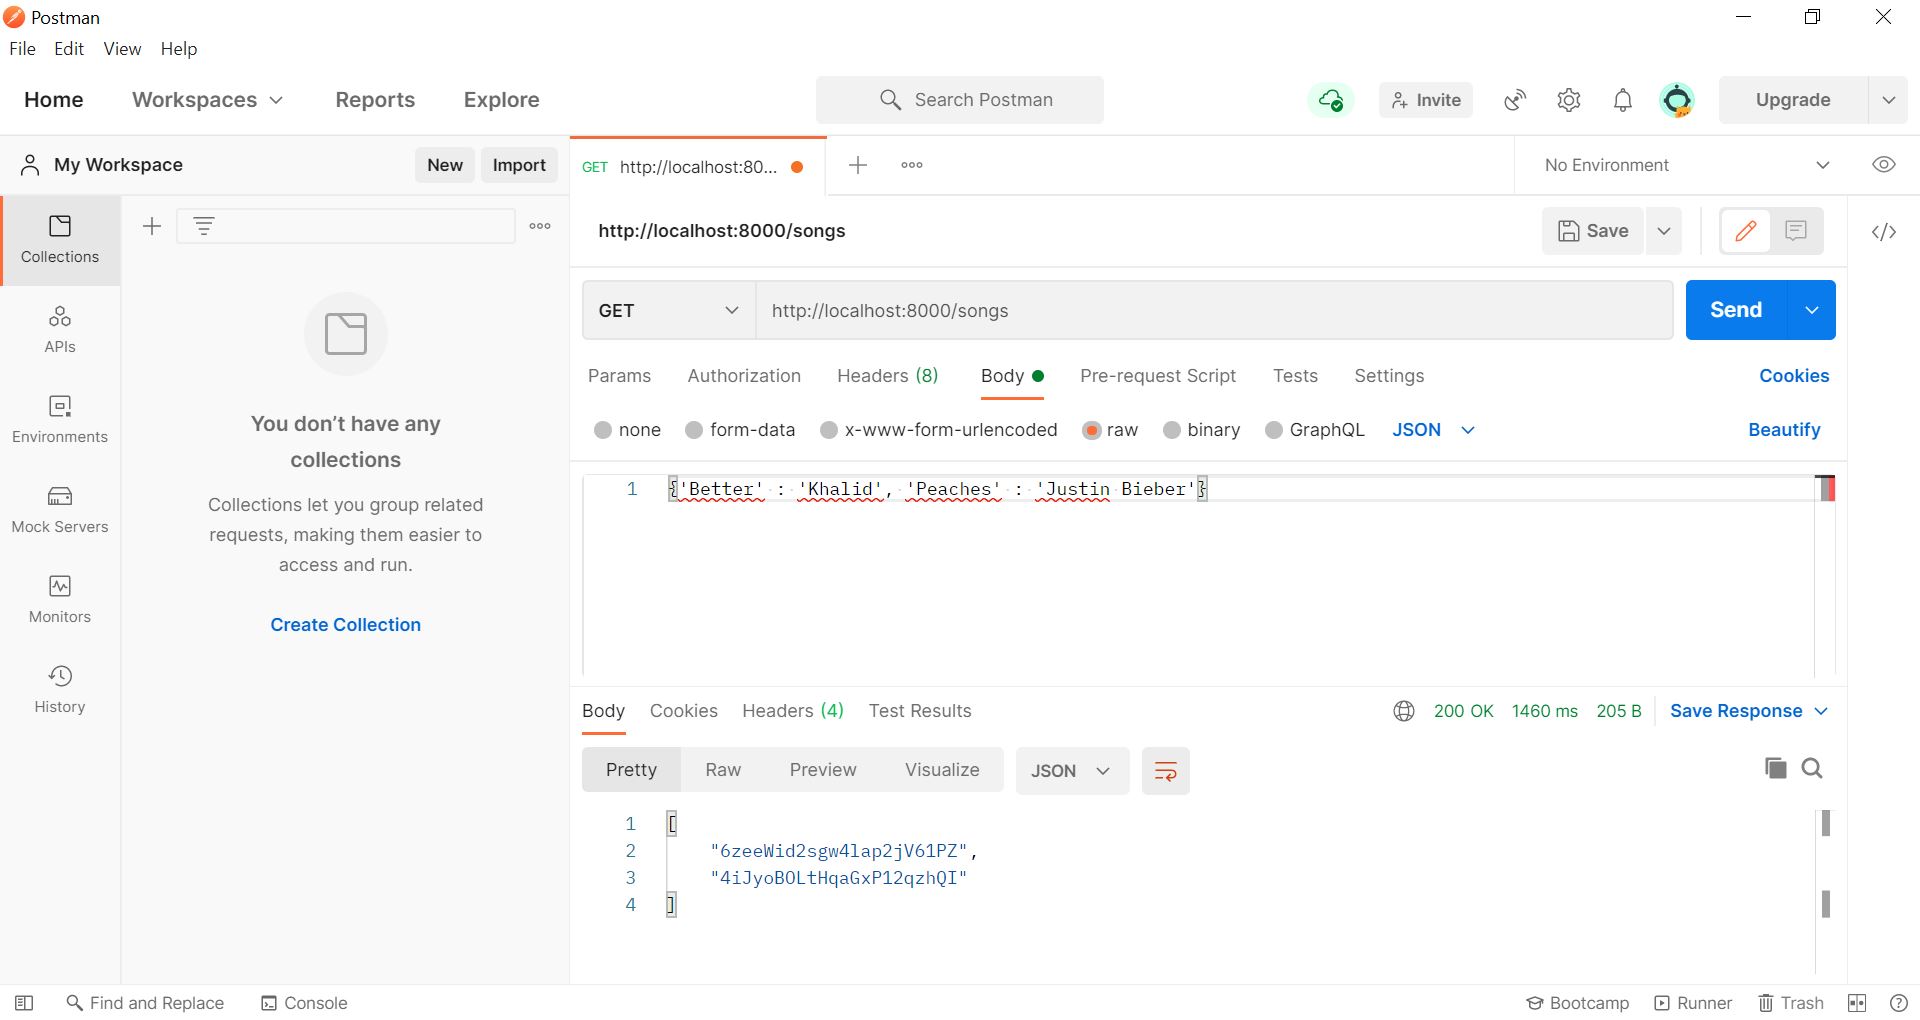 Postman
File Edit View Help
Home Workspaces Reports Explore Search Postman Invite Upgrade
My Workspace New Import GET http://localhost:80... No Environment
http://localhost:8000/songs Save
Collections
APIs
Environments
Mock Servers
Monitors
History
You don’t have any
collections
Collections let you group related
requests, making them easier to
access and run.
Create Collection
GET http://localhost:8000/songs Send
Params Authorization Headers (8) Body Pre-request Script Tests Settings Cookies
none form-data x-www-form-urlencoded raw binary GraphQL JSON Beautify
1 {'Better' : 'Khalid', 'Peaches' : 'Justin Bieber'}
Body Cookies Headers (4) Test Results 200 OK 1460 ms 205 B Save Response
Pretty Raw Preview Visualize JSON
1 [
2 "6zeeWid2sgw4lap2jV61PZ",
3 "4iJyoBOLtHqaGxP12qzhQI"
4 ]
Find and Replace Console Bootcamp Runner Trash